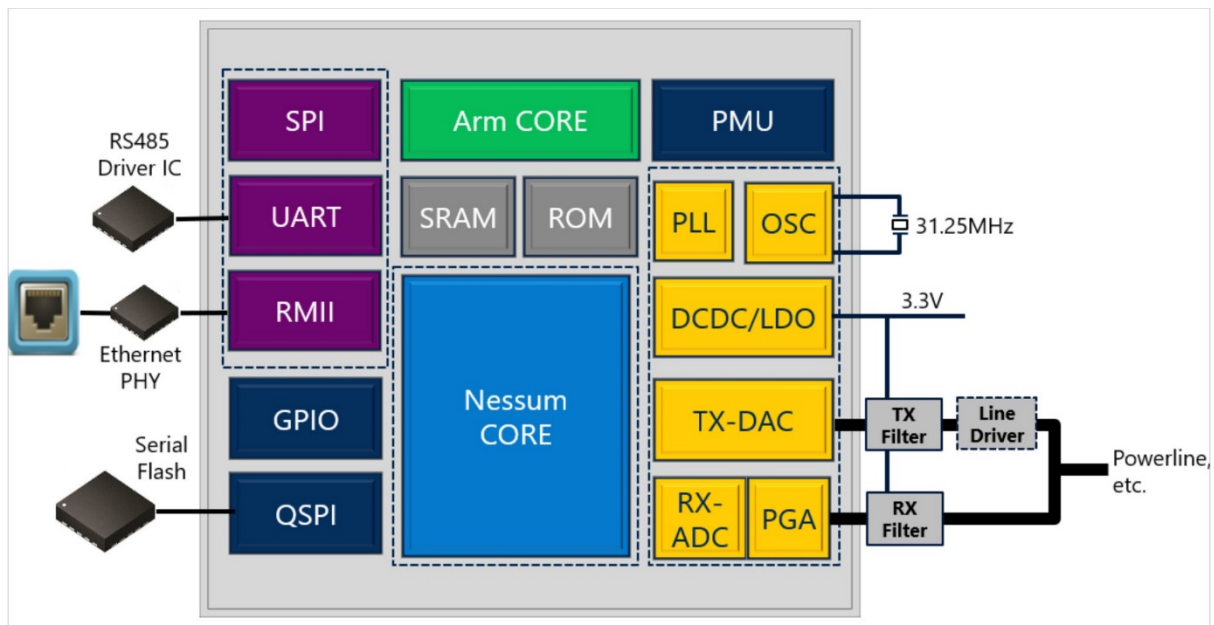 SPI
Arm CORE
PMU
RS485
Driver IC
UART
SRAM
ROM
PLL
OSC
31.25MHz
RMII
DCDC/LDO
3.3V
Ethernet
PHY
GPIO
Nessum
CORE
TX-DAC
TX
Filter
Line
Driver
Serial
Flash
QSPI
RX-
ADC
PGA
RX
Filter
Powerline,
etc.